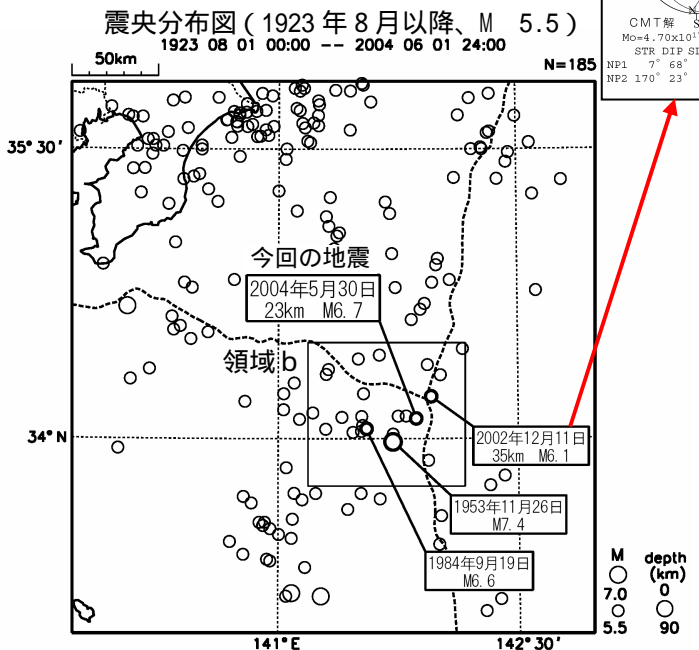 震央分布図（1923年8月以降、M 5.5）
1923 08 01 00:00 -- 2004 06 01 24:00
50km
N=185
CMT解
Mo=4.70x10¹
STR DIP
NP1 7° 68°
NP2 170° 23°
35°30′
今回の地震
2004年5月30日
23km M6.7
領域b
34°N
2002年12月11日
35km M6.1
1953年11月26日
M7.4
1984年9月19日
M6.6
M
7.0
5.5
depth
(km)
0
90
141°E
142°30′